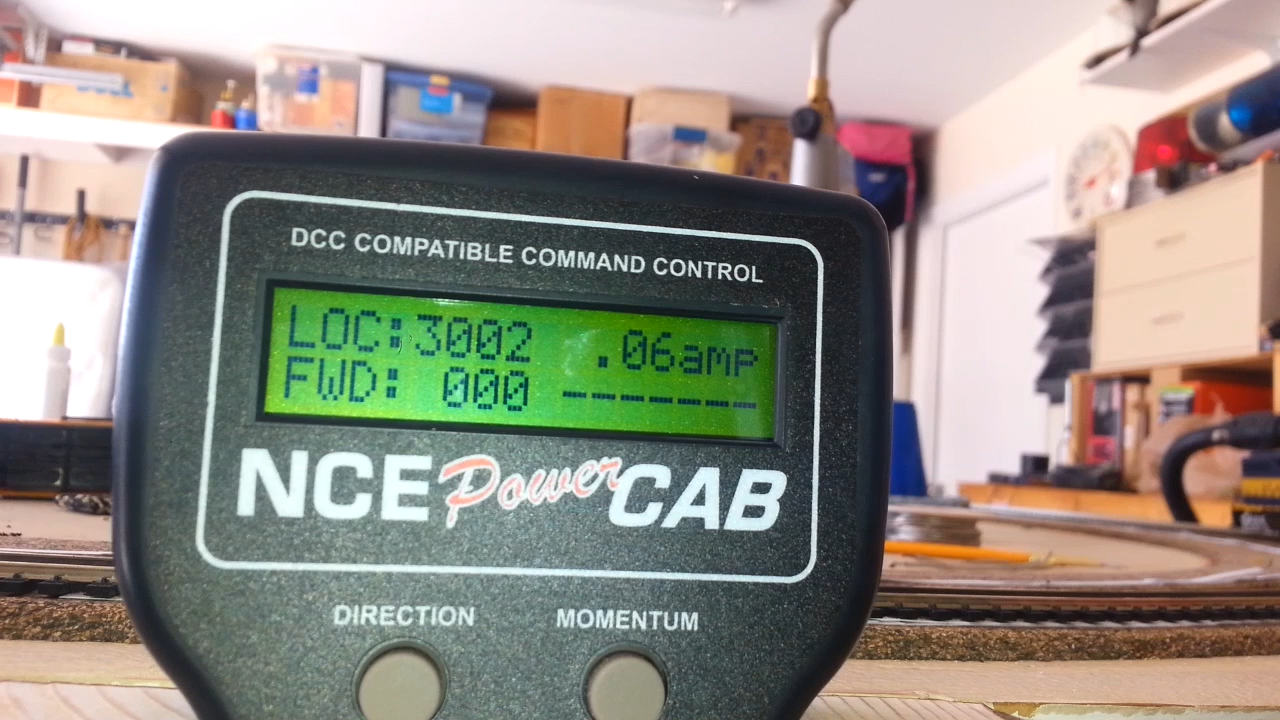 DCC COMPATIBLE COMMAND CONTROL
LOC:3002 .06amp
FWD: 000 -------
NCE Power CAB
DIRECTION MOMENTUM